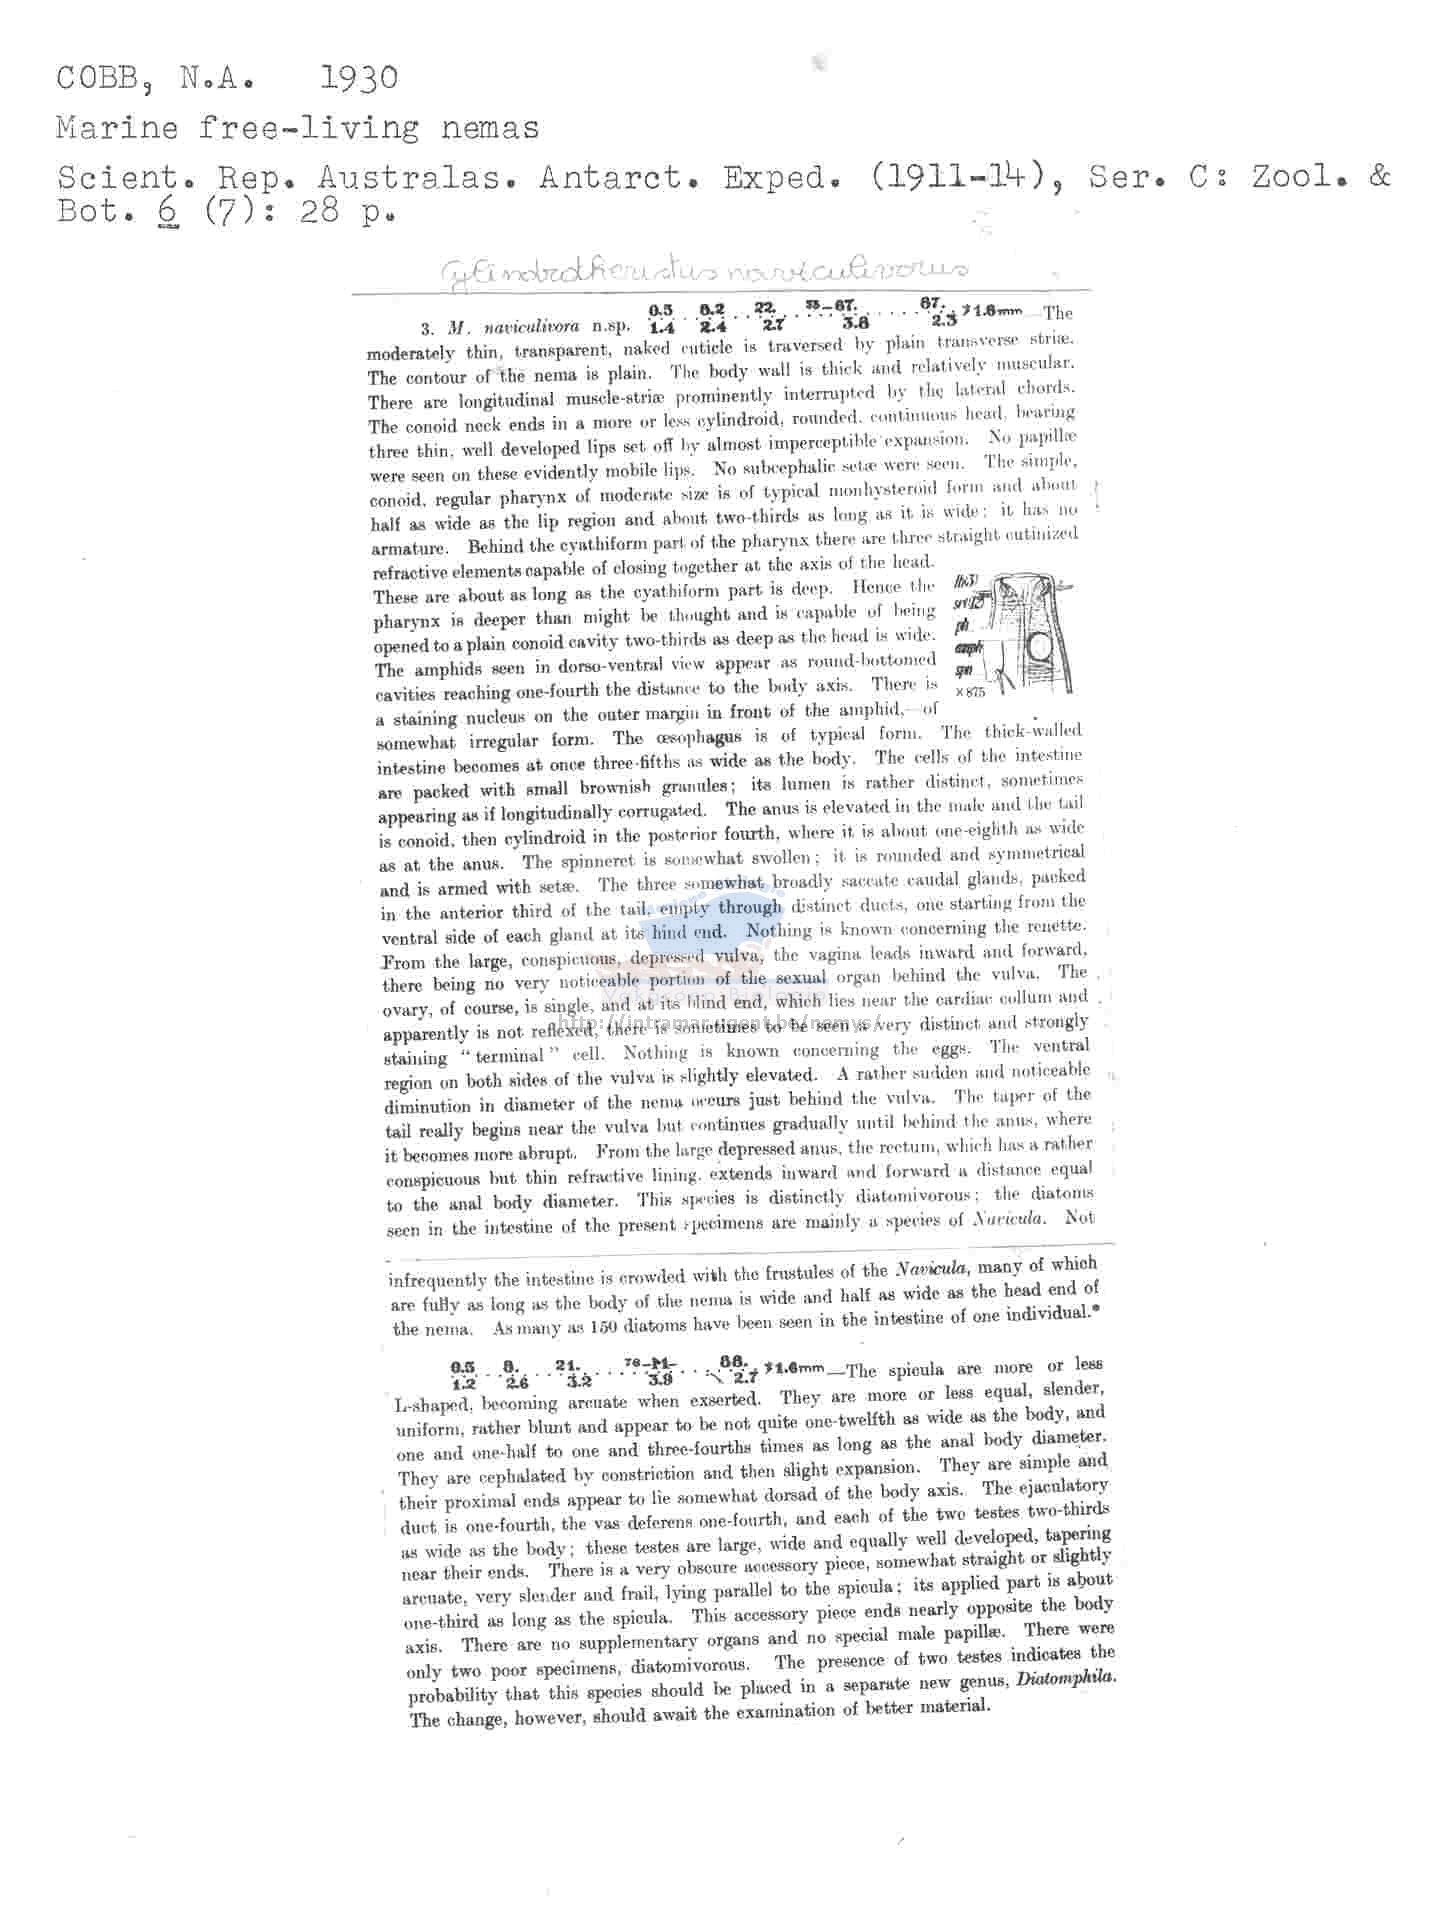 COBB, N.A. 1930
Marine free-living nemas
Scient. Rep. Australas. Antarct. Exped. (1911-14), Ser. C: Zool. &
Bot. 6 (7): 28 p.
Cylindrotheristus naviculivorus
3. M. naviculivora n.sp. 0.5 8.2 22. 67. 87. 1.8mm The
1.4 2.4 2.7 3.8 2.3
moderately thin, transparent, naked cuticle is traversed by plain transverse striæ.
The contour of the nema is plain. The body wall is thick and relatively muscular.
There are longitudinal muscle-striæ prominently interrupted by the lateral chords.
The conoid neck ends in a more or less cylindroid, rounded, continuous head, bearing
three thin, well developed lips set off by almost imperceptible expansion. No papillæ
were seen on these evidently mobile lips. No subcephalic setæ were seen. The simple,
conoid, regular pharynx of moderate size is of typical monhysteroid form and about
half as wide as the lip region and about two-thirds as long as it is wide; it has no
armature. Behind the cyathiform part of the pharynx there are three straight cutinized
refractive elements capable of closing together at the axis of the head.
These are about as long as the cyathiform part is deep. Hence the
pharynx is deeper than might be thought and is capable of being
opened to a plain conoid cavity two-thirds as deep as the head is wide.
The amphids seen in dorso-ventral view appear as round-bottomed
cavities reaching one-fourth the distance to the body axis. There is
a staining nucleus on the outer margin in front of the amphid,—of
ph
amph
spn
× 875
somewhat irregular form. The œsophagus is of typical form. The thick-walled
intestine becomes at once three-fifths as wide as the body. The cells of the intestine
are packed with small brownish granules; its lumen is rather distinct, sometimes
appearing as if longitudinally corrugated. The anus is elevated in the male and the tail
is conoid, then cylindroid in the posterior fourth, where it is about one-eighth as wide
as at the anus. The spinneret is somewhat swollen; it is rounded and symmetrical
and is armed with setæ. The three somewhat broadly saccate caudal glands, packed
in the anterior third of the tail, empty through distinct ducts, one starting from the
ventral side of each gland at its hind end. Nothing is known concerning the renette.
From the large, conspicuous, depressed vulva, the vagina leads inward and forward,
there being no very noticeable portion of the sexual organ behind the vulva. The
ovary, of course, is single, and at its blind end, which lies near the cardiac collum and
http://intramar.ugent.be/nemys/
apparently is not reflexed, there is sometimes to be seen a very distinct and strongly
staining "terminal" cell. Nothing is known concerning the eggs. The ventral
region on both sides of the vulva is slightly elevated. A rather sudden and noticeable
diminution in diameter of the nema occurs just behind the vulva. The taper of the
tail really begins near the vulva but continues gradually until behind the anus, where
it becomes more abrupt. From the large depressed anus, the rectum, which has a rather
conspicuous but thin refractive lining, extends inward and forward a distance equal
to the anal body diameter. This species is distinctly diatomivorous; the diatoms
seen in the intestine of the present specimens are mainly a species of Navicula. Not
infrequently the intestine is crowded with the frustules of the Navicula, many of which
are fully as long as the body of the nema is wide and half as wide as the head end of
the nema. As many as 150 diatoms have been seen in the intestine of one individual.*
0.5 8. 21. 76-M- 88. 1.6mm—The spicula are more or less
1.2 2.6 3.2 3.9 2.7
L-shaped, becoming arcuate when exserted. They are more or less equal, slender,
uniform, rather blunt and appear to be not quite one-twelfth as wide as the body, and
one and one-half to one and three-fourths times as long as the anal body diameter.
They are cephalated by constriction and then slight expansion. They are simple and
their proximal ends appear to lie somewhat dorsad of the body axis. The ejaculatory
duct is one-fourth, the vas deferens one-fourth, and each of the two testes two-thirds
as wide as the body; these testes are large, wide and equally well developed, tapering
near their ends. There is a very obscure accessory piece, somewhat straight or slightly
arcuate, very slender and frail, lying parallel to the spicula; its applied part is about
one-third as long as the spicula. This accessory piece ends nearly opposite the body
axis. There are no supplementary organs and no special male papillæ. There were
only two poor specimens, diatomivorous. The presence of two testes indicates the
probability that this species should be placed in a separate new genus, Diatomphila.
The change, however, should await the examination of better material.